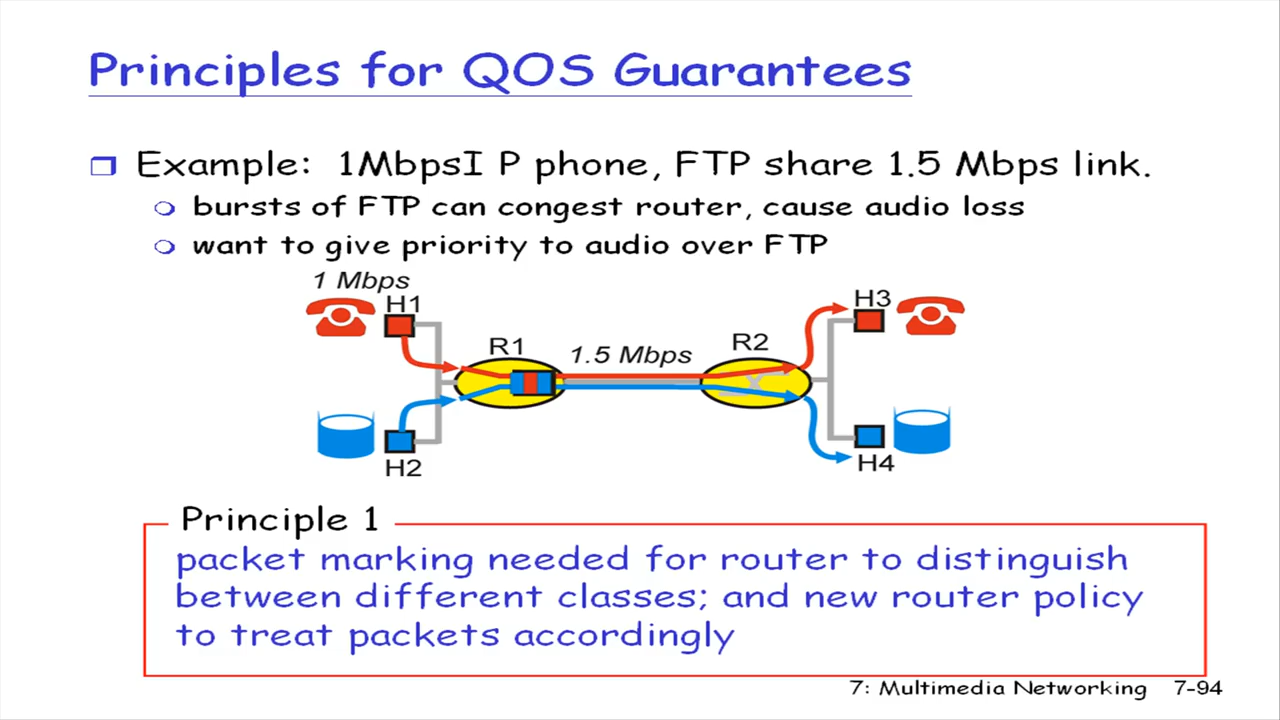 Principles for QOS Guarantees
Example: 1MbpsI P phone, FTP share 1.5 Mbps link.
bursts of FTP can congest router, cause audio loss
want to give priority to audio over FTP
1 Mbps
H1
H3
R1
1.5 Mbps
R2
H2
H4
Principle 1
packet marking needed for router to distinguish
between different classes; and new router policy
to treat packets accordingly
7: Multimedia Networking 7-94